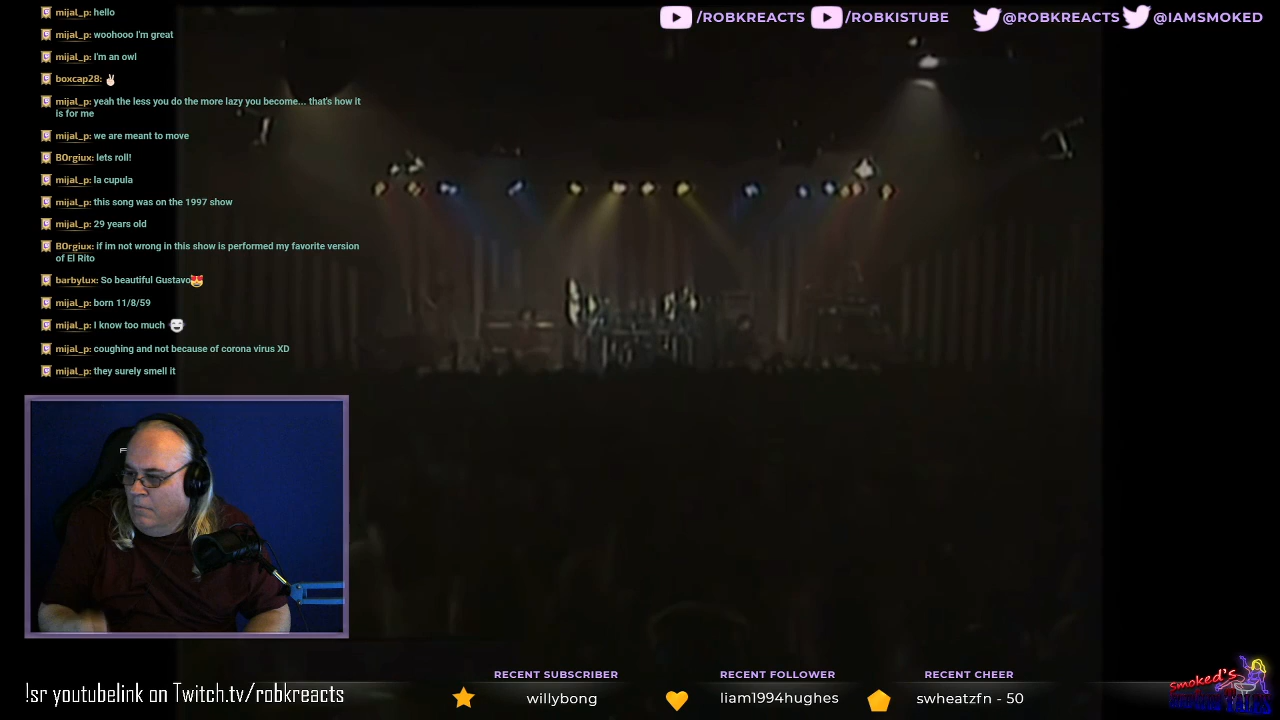 mijal_p: hello
mijal_p: woohooo I'm great
mijal_p: I'm an owl
boxcap28:
mijal_p: yeah the less you do the more lazy you become... that's how it
is for me
mijal_p: we are meant to move
B0rgiux: lets roll!
mijal_p: la cupula
mijal_p: this song was on the 1997 show
mijal_p: 29 years old
B0rgiux: if im not wrong in this show is performed my favorite version
of El Rito
barbylux: So beautiful Gustavo
mijal_p: born 11/8/59
mijal_p: I know too much
mijal_p: coughing and not because of corona virus XD
mijal_p: they surely smell it
/ROBKREACTS /ROBKISTUBE @ROBKREACTS @IAMSMOKED
!sr youtubelink on Twitch.tv/robkreacts
RECENT SUBSCRIBER
willybong
RECENT FOLLOWER
liam1994hughes
RECENT CHEER
swheatzfn - 50
Smoked's